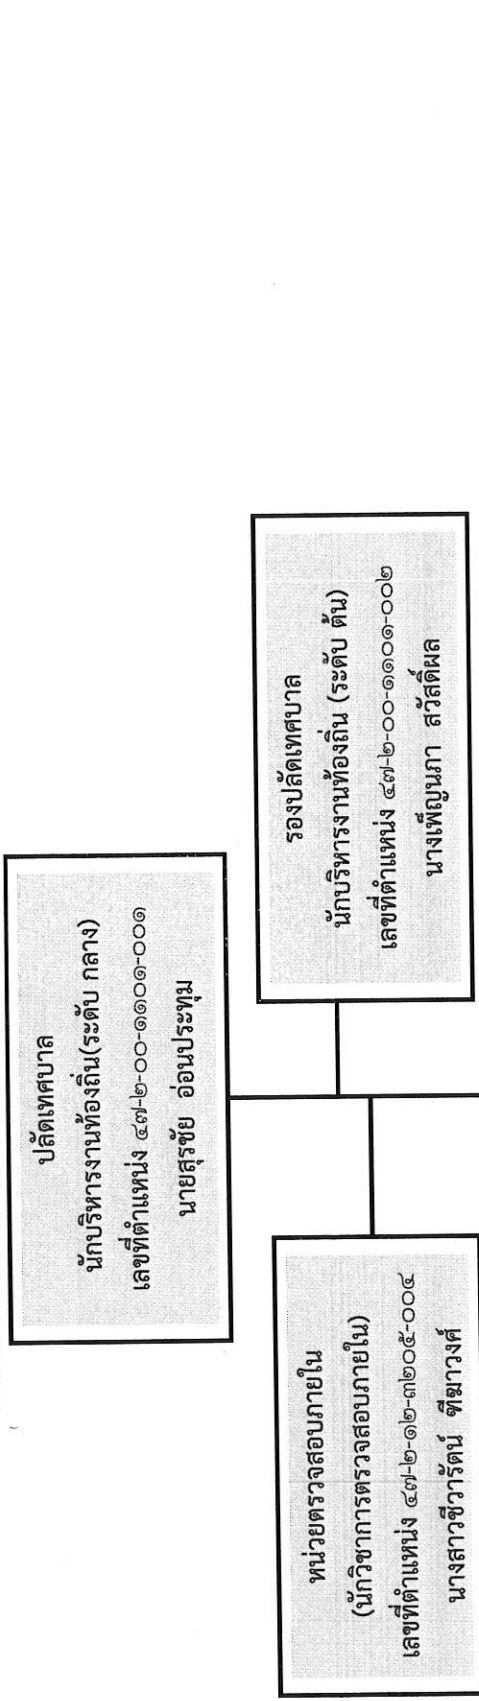 ปลัดเทศบาล
นักบริหารงานท้องถิ่น(ระดับ กลาง)
เลขที่ตำแหน่ง ๔๗-๒-๐๐-๑๑๐๑-๐๐๑
นายสุรชัย อ่อนประทุม
รองปลัดเทศบาล
นักบริหารงานท้องถิ่น (ระดับ ต้น)
เลขที่ตำแหน่ง ๔๗-๒-๐๐-๑๑๐๑-๐๐๒
นางเพ็ญนภา สวัสดิ์ผล
หน่วยตรวจสอบภายใน
(นักวิชาการตรวจสอบภายใน)
เลขที่ตำแหน่ง ๔๗-๒-๑๒-๓๒๐๕-๐๐๔
นางสาวชีวารัตน์ ทีฆาวงค์